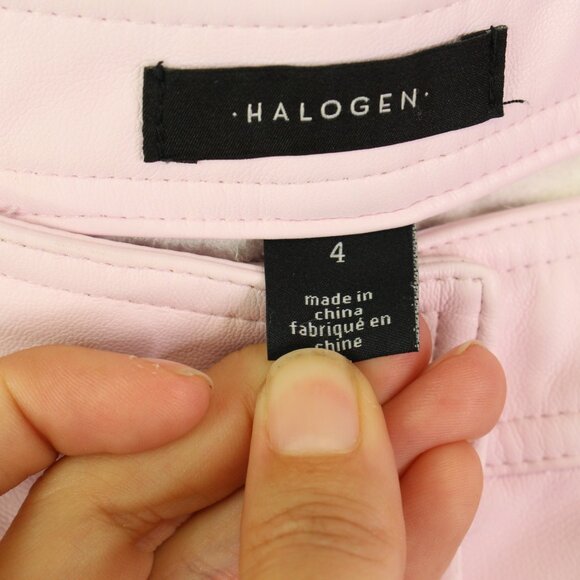 ·HALOGEN·
4
made in
china
fabriqué en
chine